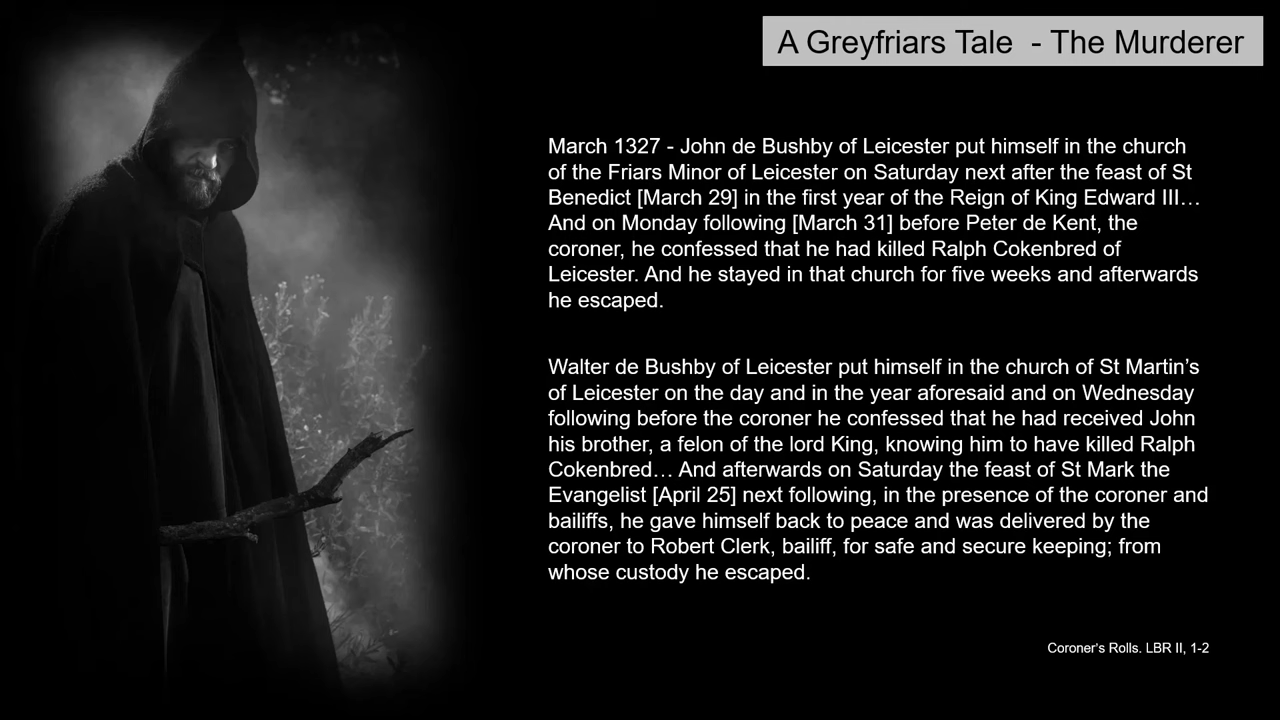 A Greyfriars Tale  - The Murderer
March 1327 - John de Bushby of Leicester put himself in the church
of the Friars Minor of Leicester on Saturday next after the feast of St
Benedict [March 29] in the first year of the Reign of King Edward III…
And on Monday following [March 31] before Peter de Kent, the
coroner, he confessed that he had killed Ralph Cokenbred of
Leicester. And he stayed in that church for five weeks and afterwards
he escaped.
Walter de Bushby of Leicester put himself in the church of St Martin’s
of Leicester on the day and in the year aforesaid and on Wednesday
following before the coroner he confessed that he had received John
his brother, a felon of the lord King, knowing him to have killed Ralph
Cokenbred… And afterwards on Saturday the feast of St Mark the
Evangelist [April 25] next following, in the presence of the coroner and
bailiffs, he gave himself back to peace and was delivered by the
coroner to Robert Clerk, bailiff, for safe and secure keeping; from
whose custody he escaped.
Coroner’s Rolls. LBR II, 1-2